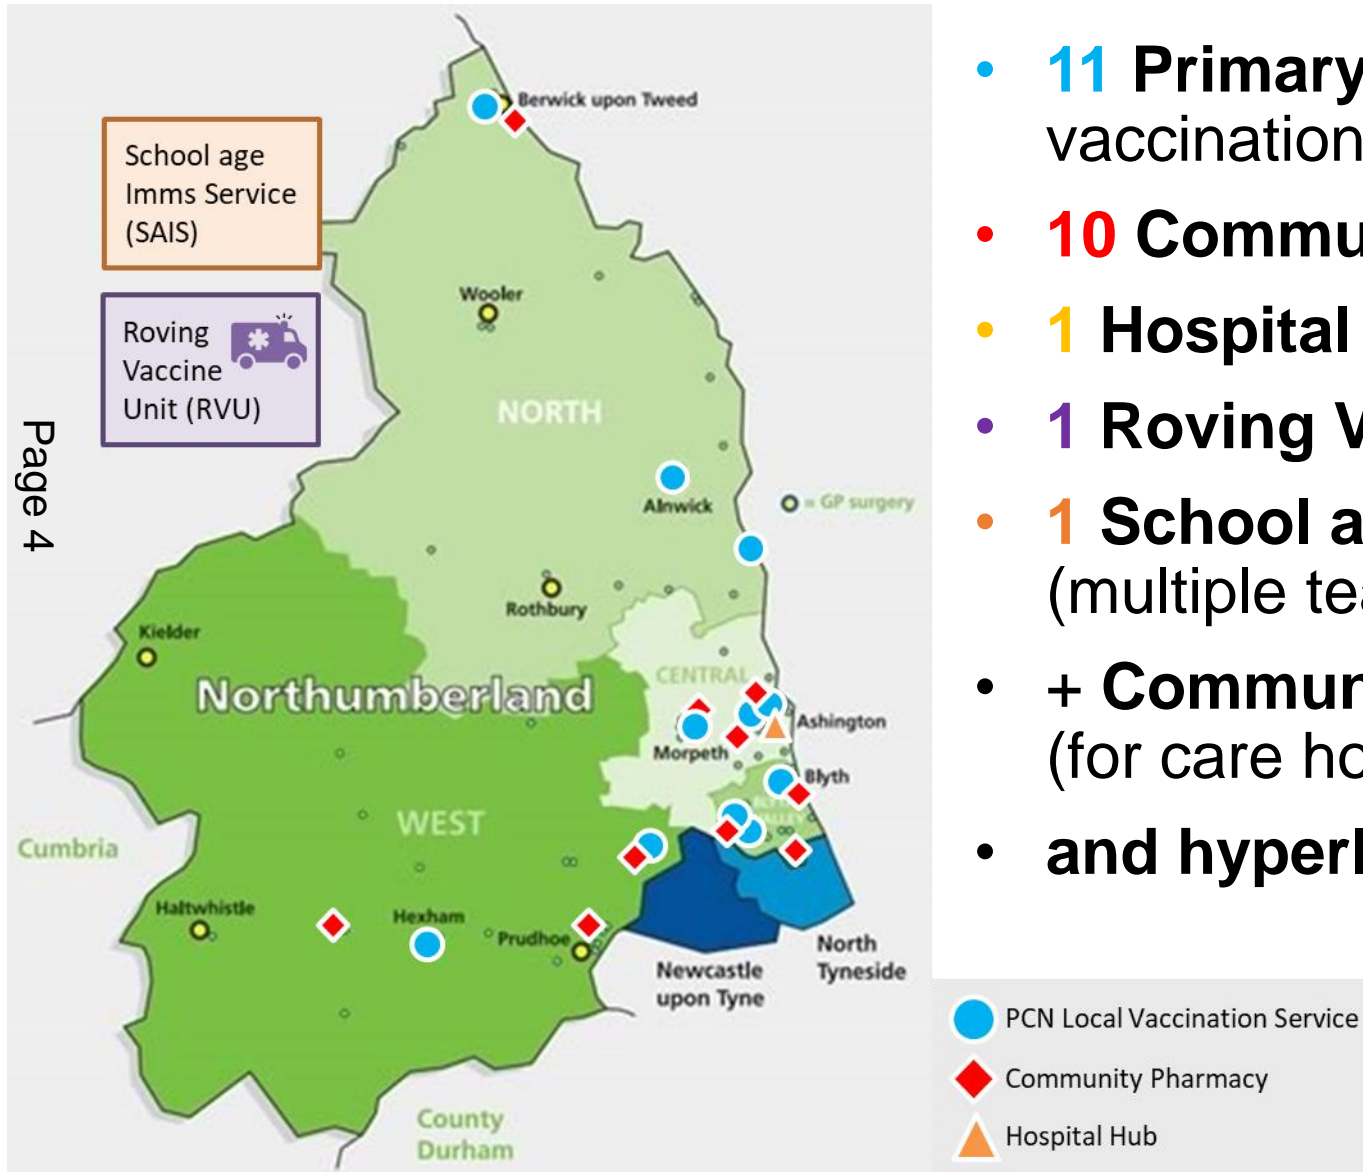 Berwick upon Tweed
School age
Imms Service
(SAIS)
Wooler
Roving
Vaccine
Unit (RVU)
NORTH
Page 4
Alnwick
= GP surgery
Rothbury
Kielder
CENTRAL
Northumberland
Ashington
Morpeth
Blyth
VALLEY
WEST
Cumbria
Haltwhistle
Hexham
Prudhoe
North
Tyneside
Newcastle
upon Tyne
County
Durham
• 11 Primary
vaccination
• 10 Commu
• 1 Hospital
• 1 Roving V
• 1 School a
(multiple tea
• + Commun
(for care ho
• and hyperl
PCN Local Vaccination Service
Community Pharmacy
Hospital Hub